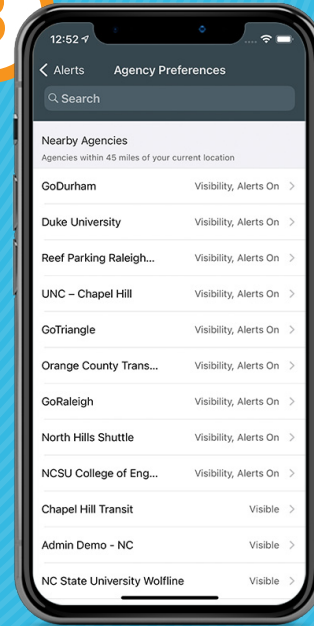 3
12:52
Alerts
Agency Preferences
Search
Nearby Agencies
Agencies within 45 miles of your current location
GoDurham Visibility, Alerts On
Duke University Visibility, Alerts On
Reef Parking Raleigh... Visibility, Alerts On
UNC – Chapel Hill Visibility, Alerts On
GoTriangle Visibility, Alerts On
Orange County Trans... Visibility, Alerts On
GoRaleigh Visibility, Alerts On
North Hills Shuttle Visibility, Alerts On
NCSU College of Eng... Visibility, Alerts On
Chapel Hill Transit Visible
Admin Demo - NC Visible
NC State University Wolfline Visible